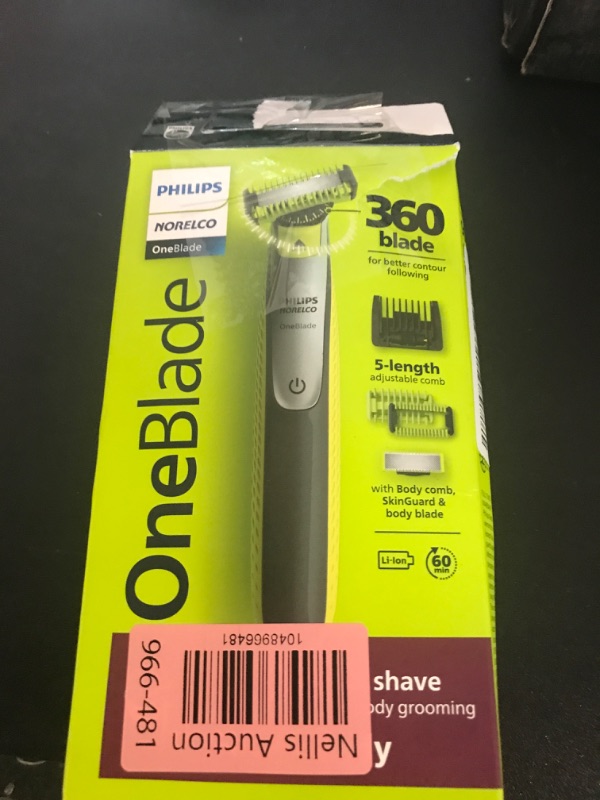 PHILIPS
NORELCO
OneBlade
OneBlade
PHILIPS
NORELCO
OneBlade
360
blade
for better contour
following
5-length
adjustable comb
with Body comb,
SkinGuard &
body blade
Li-Ion
60
min
shave
body grooming
y
1048966481
Nellis Auction
966-481